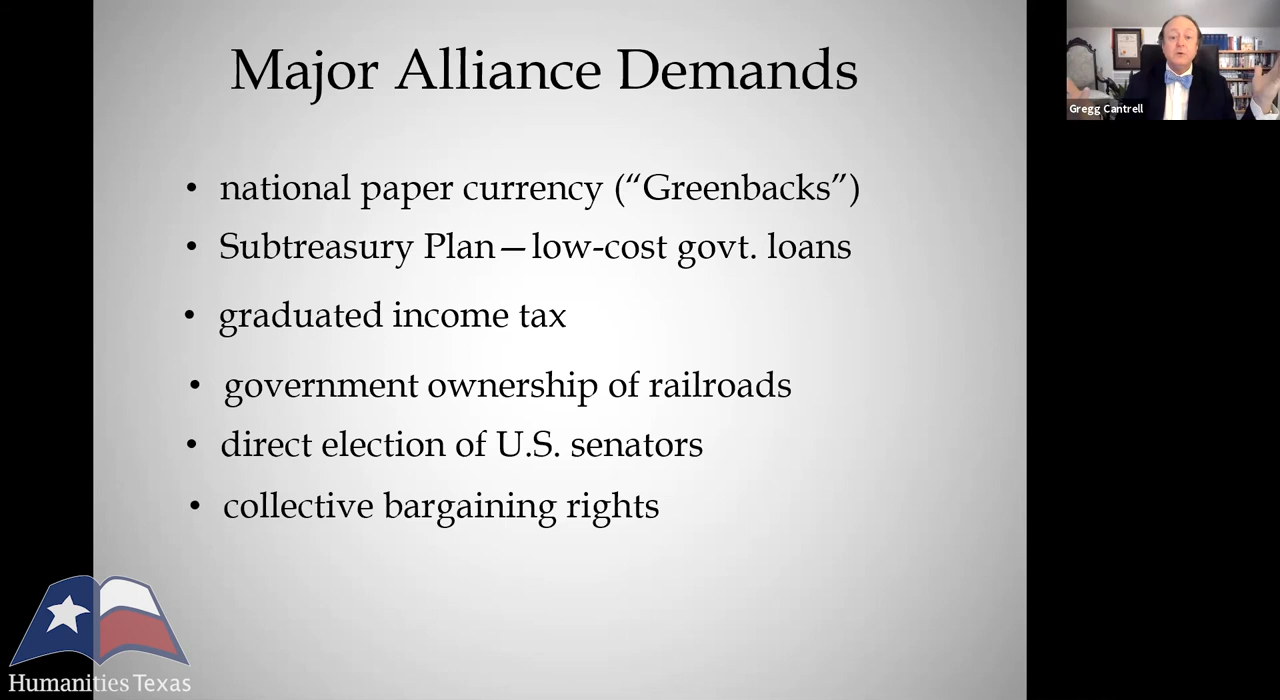 Major Alliance Demands
• national paper currency (“Greenbacks”)
• Subtreasury Plan—low-cost govt. loans
• graduated income tax
• government ownership of railroads
• direct election of U.S. senators
• collective bargaining rights
Gregg Cantrell
Humanities Texas